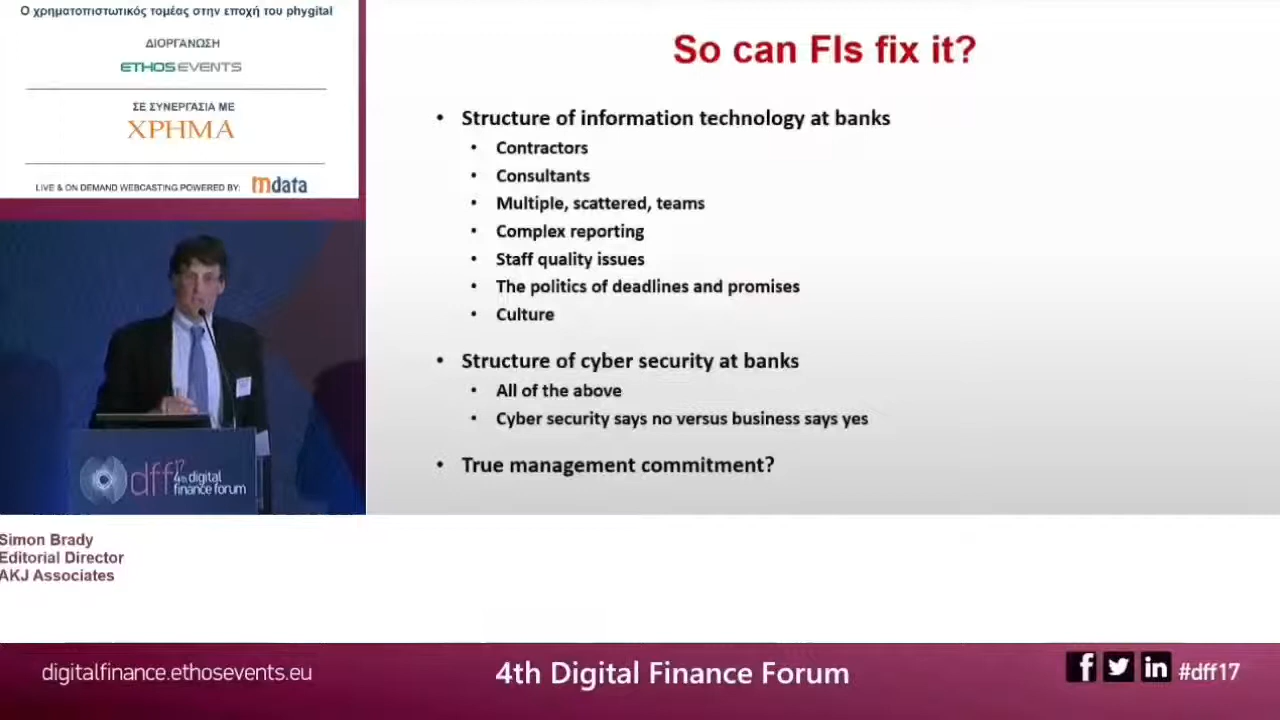 Ο χρηματοπιστωτικός τομέας στην εποχή του phygital
ΔΙΟΡΓΑΝΩΣΗ
ETHOS EVENTS
ΣΕ ΣΥΝΕΡΓΑΣΙΑ ΜΕ
ΧΡΗΜΑ
LIVE & ON DEMAND WEBCASTING POWERED BY: mdata
So can FIs fix it?
• Structure of information technology at banks
• Contractors
• Consultants
• Multiple, scattered, teams
• Complex reporting
• Staff quality issues
• The politics of deadlines and promises
• Culture
• Structure of cyber security at banks
• All of the above
• Cyber security says no versus business says yes
• True management commitment?
dff17
4th digital
finance forum
Simon Brady
Editorial Director
AKJ Associates
digitalfinance.ethosevents.eu
4th Digital Finance Forum
#dff17